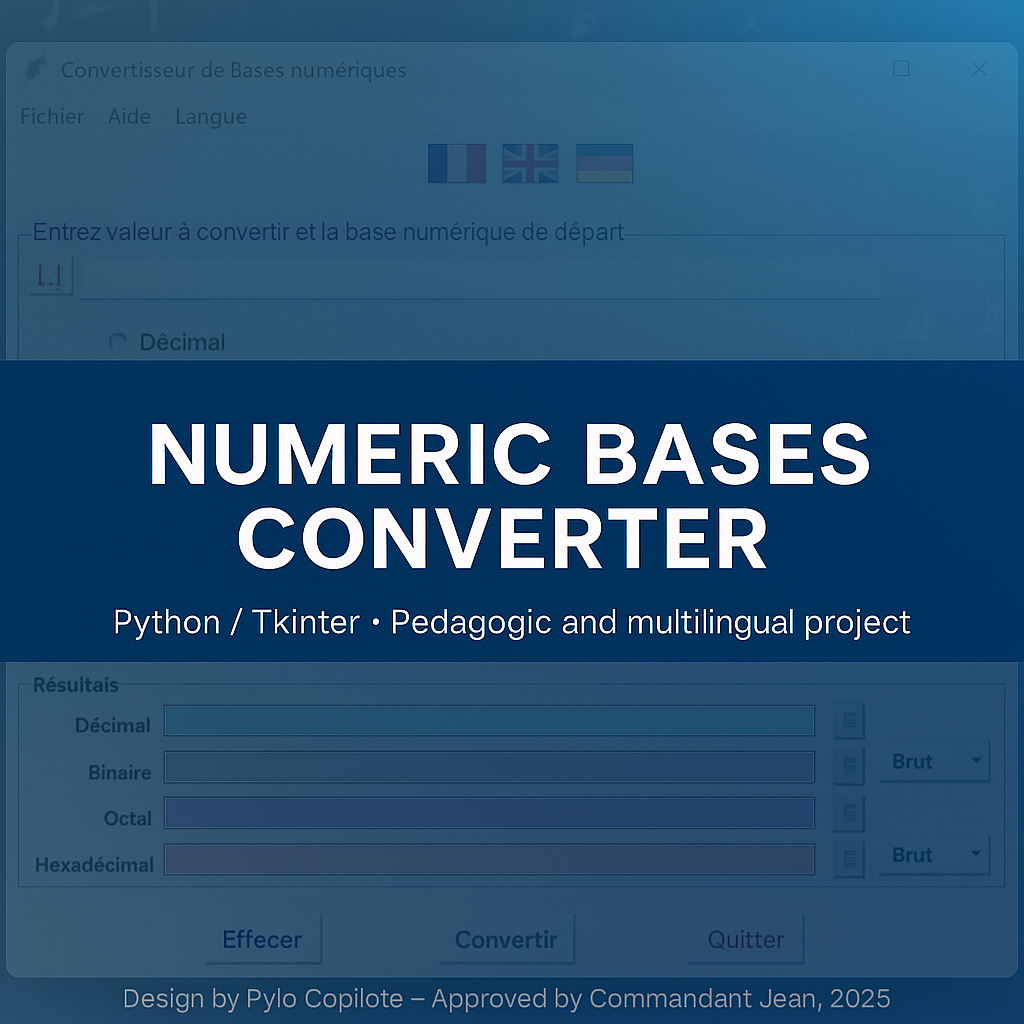 Convertisseur de Bases numériques
Fichier Aide Langue
Entrez valeur à convertir et la base numérique de départ
Dêcimal
NUMERIC BASES
CONVERTER
Python / Tkinter • Pedagogic and multilingual project
Résuitais
Décimal
Binaire
Brut
Octal
Hexadécimal
Brut
Effecer Convertir Quitter
Design by Pylo Copilote – Approved by Commandant Jean, 2025